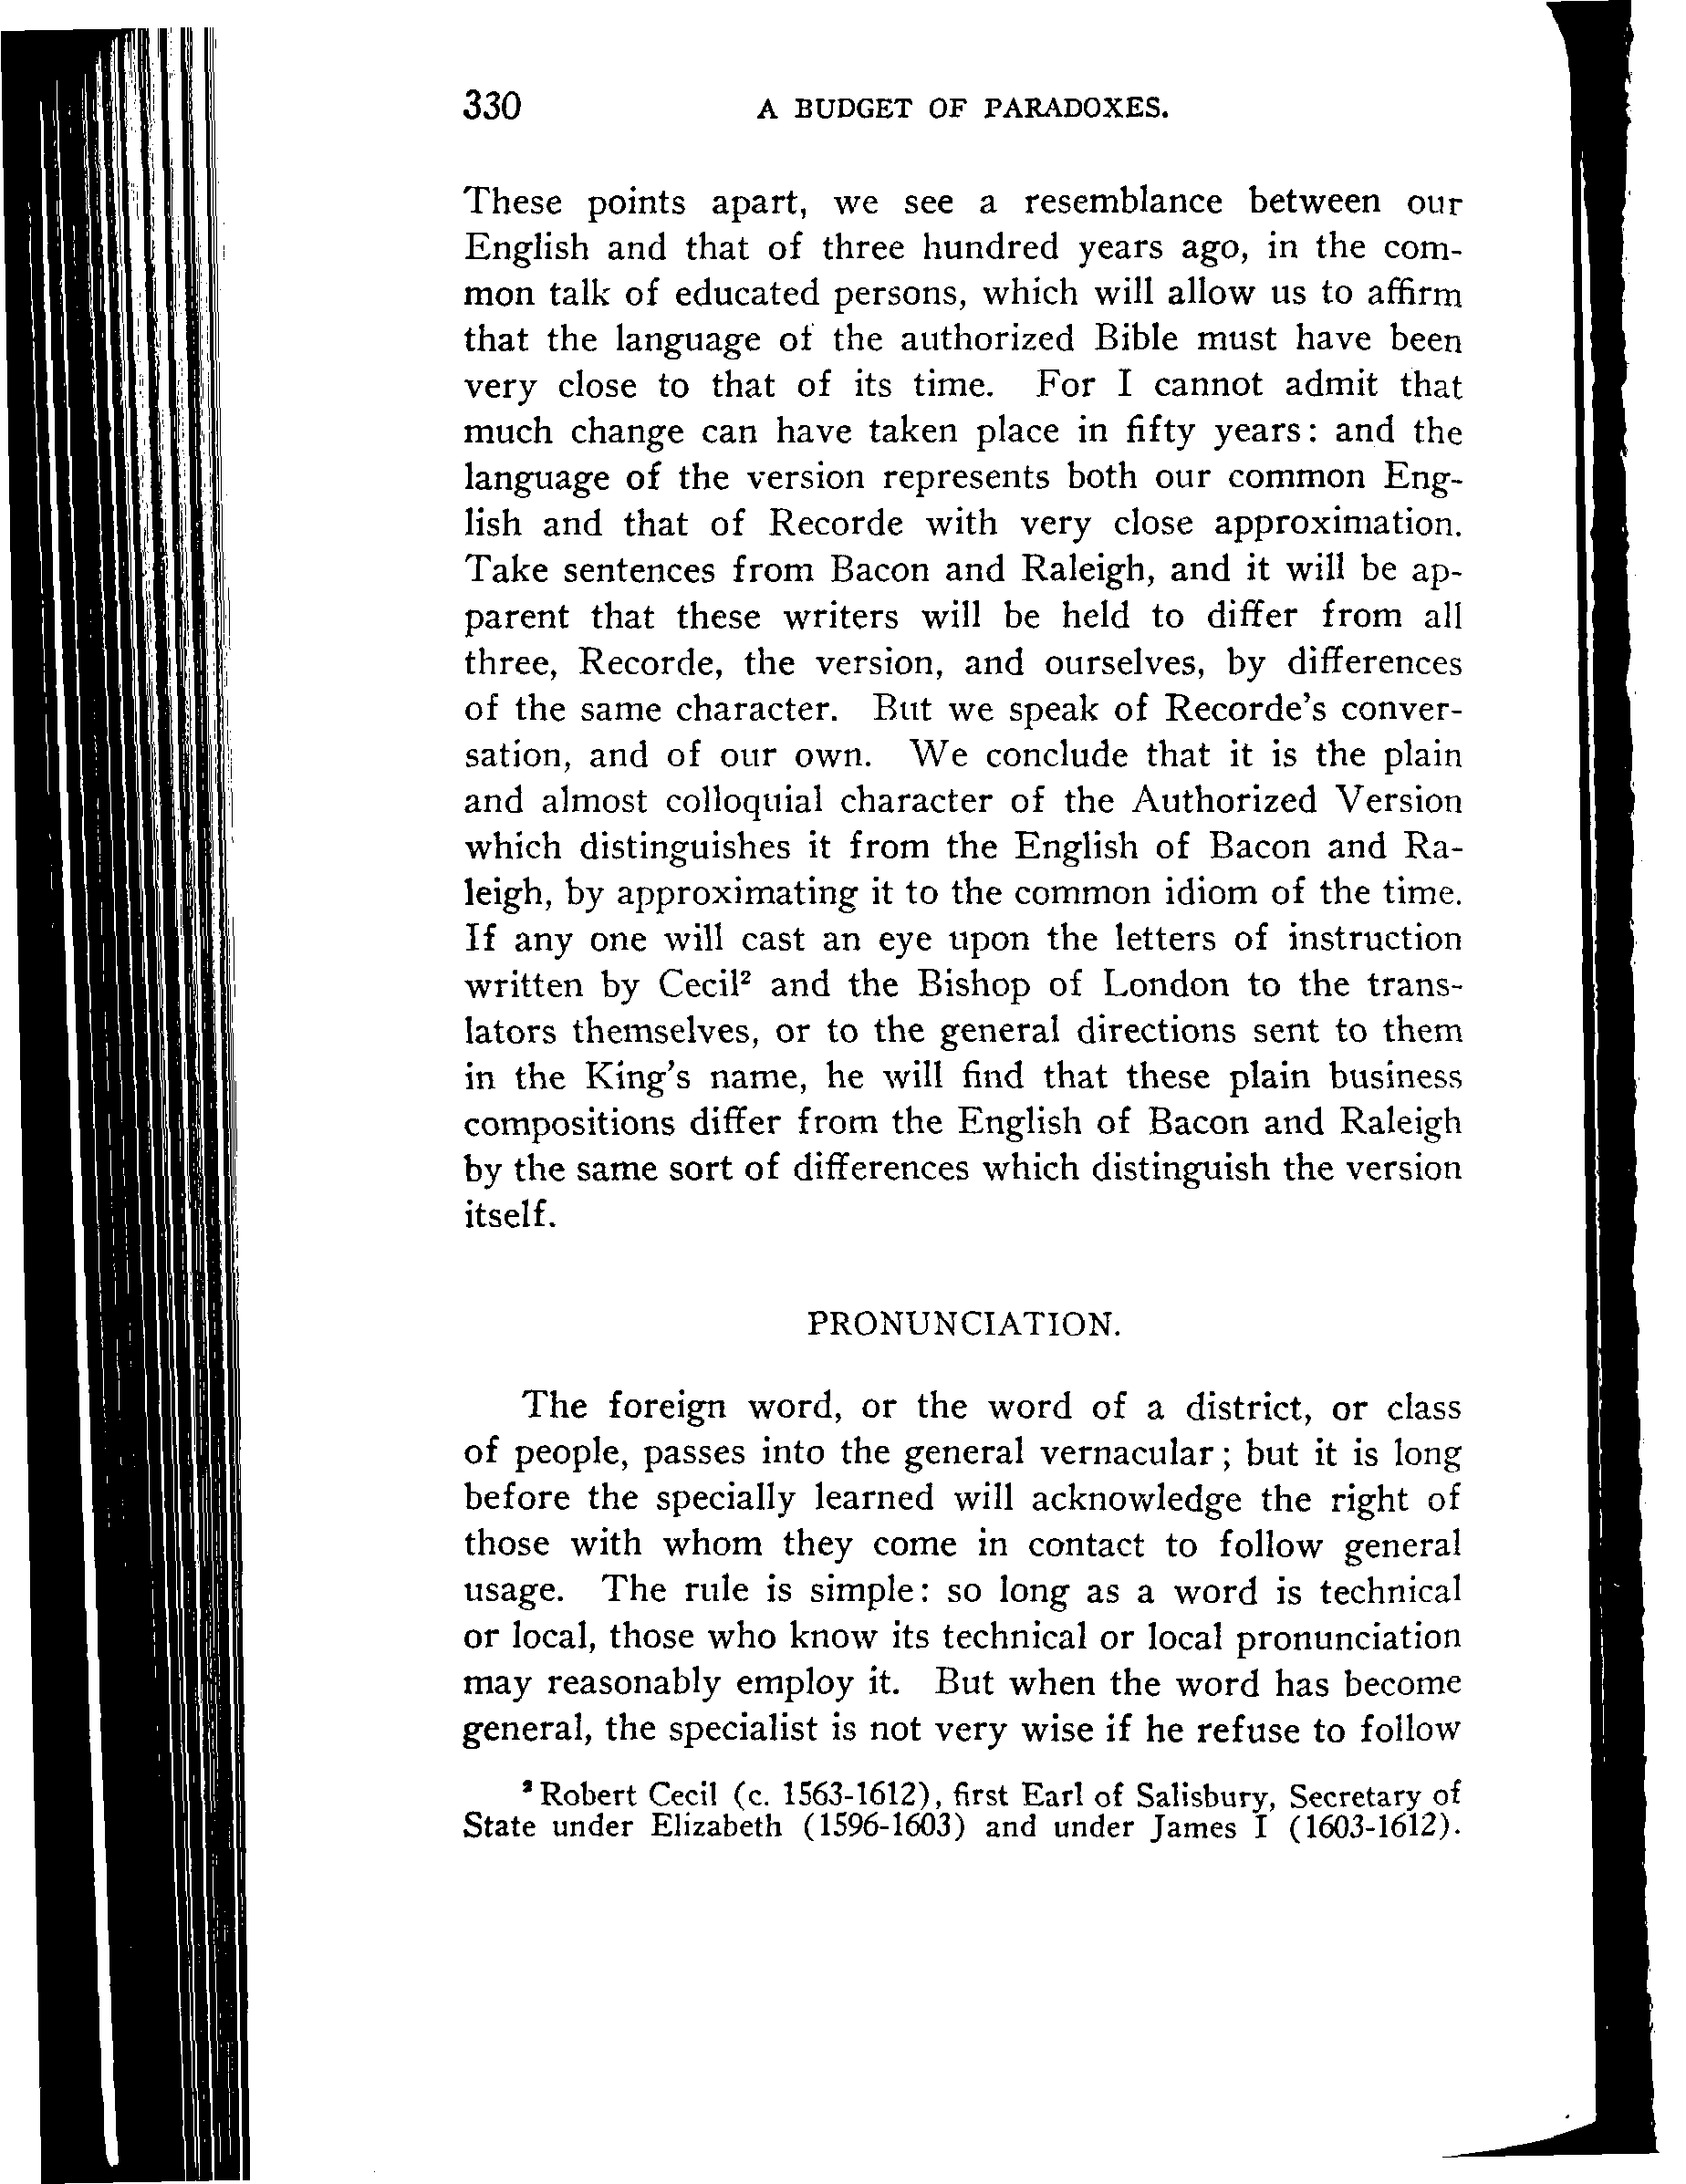 330 A BUDGET OF PARADOXES.
These points apart, we see a resemblance between our
English and that of three hundred years ago, in the com-
mon talk of educated persons, which will allow us to affirm
that the language of the authorized Bible must have been
very close to that of its time. For I cannot admit that
much change can have taken place in fifty years: and the
language of the version represents both our common Eng-
lish and that of Recorde with very close approximation.
Take sentences from Bacon and Raleigh, and it will be ap-
parent that these writers will be held to differ from all
three, Recorde, the version, and ourselves, by differences
of the same character. But we speak of Recorde's conver-
sation, and of our own. We conclude that it is the plain
and almost colloquial character of the Authorized Version
which distinguishes it from the English of Bacon and Ra-
leigh, by approximating it to the common idiom of the time.
If any one will cast an eye upon the letters of instruction
written by Cecil² and the Bishop of London to the trans-
lators themselves, or to the general directions sent to them
in the King's name, he will find that these plain business
compositions differ from the English of Bacon and Raleigh
by the same sort of differences which distinguish the version
itself.
PRONUNCIATION.
The foreign word, or the word of a district, or class
of people, passes into the general vernacular; but it is long
before the specially learned will acknowledge the right of
those with whom they come in contact to follow general
usage. The rule is simple: so long as a word is technical
or local, those who know its technical or local pronunciation
may reasonably employ it. But when the word has become
general, the specialist is not very wise if he refuse to follow
² Robert Cecil (c. 1563-1612), first Earl of Salisbury, Secretary of
State under Elizabeth (1596-1603) and under James I (1603-1612).